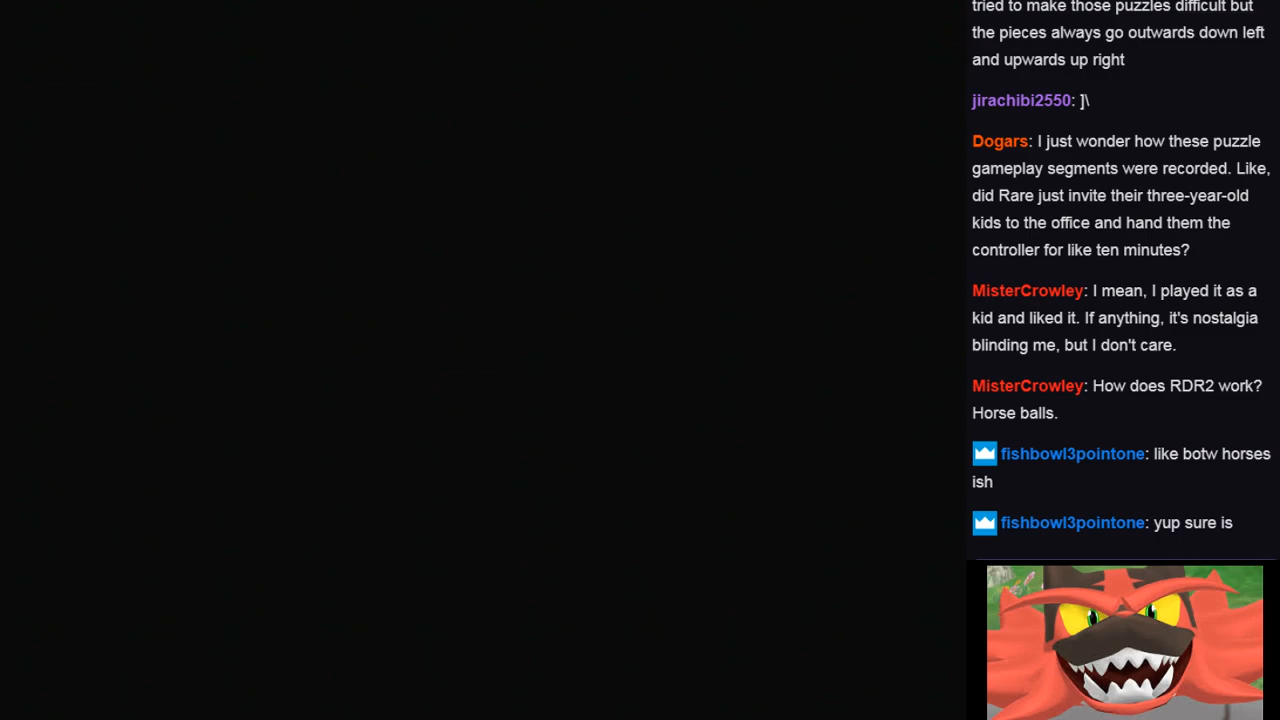 tried to make those puzzles difficult but
the pieces always go outwards down left
and upwards up right
jirachibi2550: ]\
Dogars: I just wonder how these puzzle
gameplay segments were recorded. Like,
did Rare just invite their three-year-old
kids to the office and hand them the
controller for like ten minutes?
MisterCrowley: I mean, I played it as a
kid and liked it. If anything, it's nostalgia
blinding me, but I don't care.
MisterCrowley: How does RDR2 work?
Horse balls.
fishbowl3pointone: like botw horses
ish
fishbowl3pointone: yup sure is